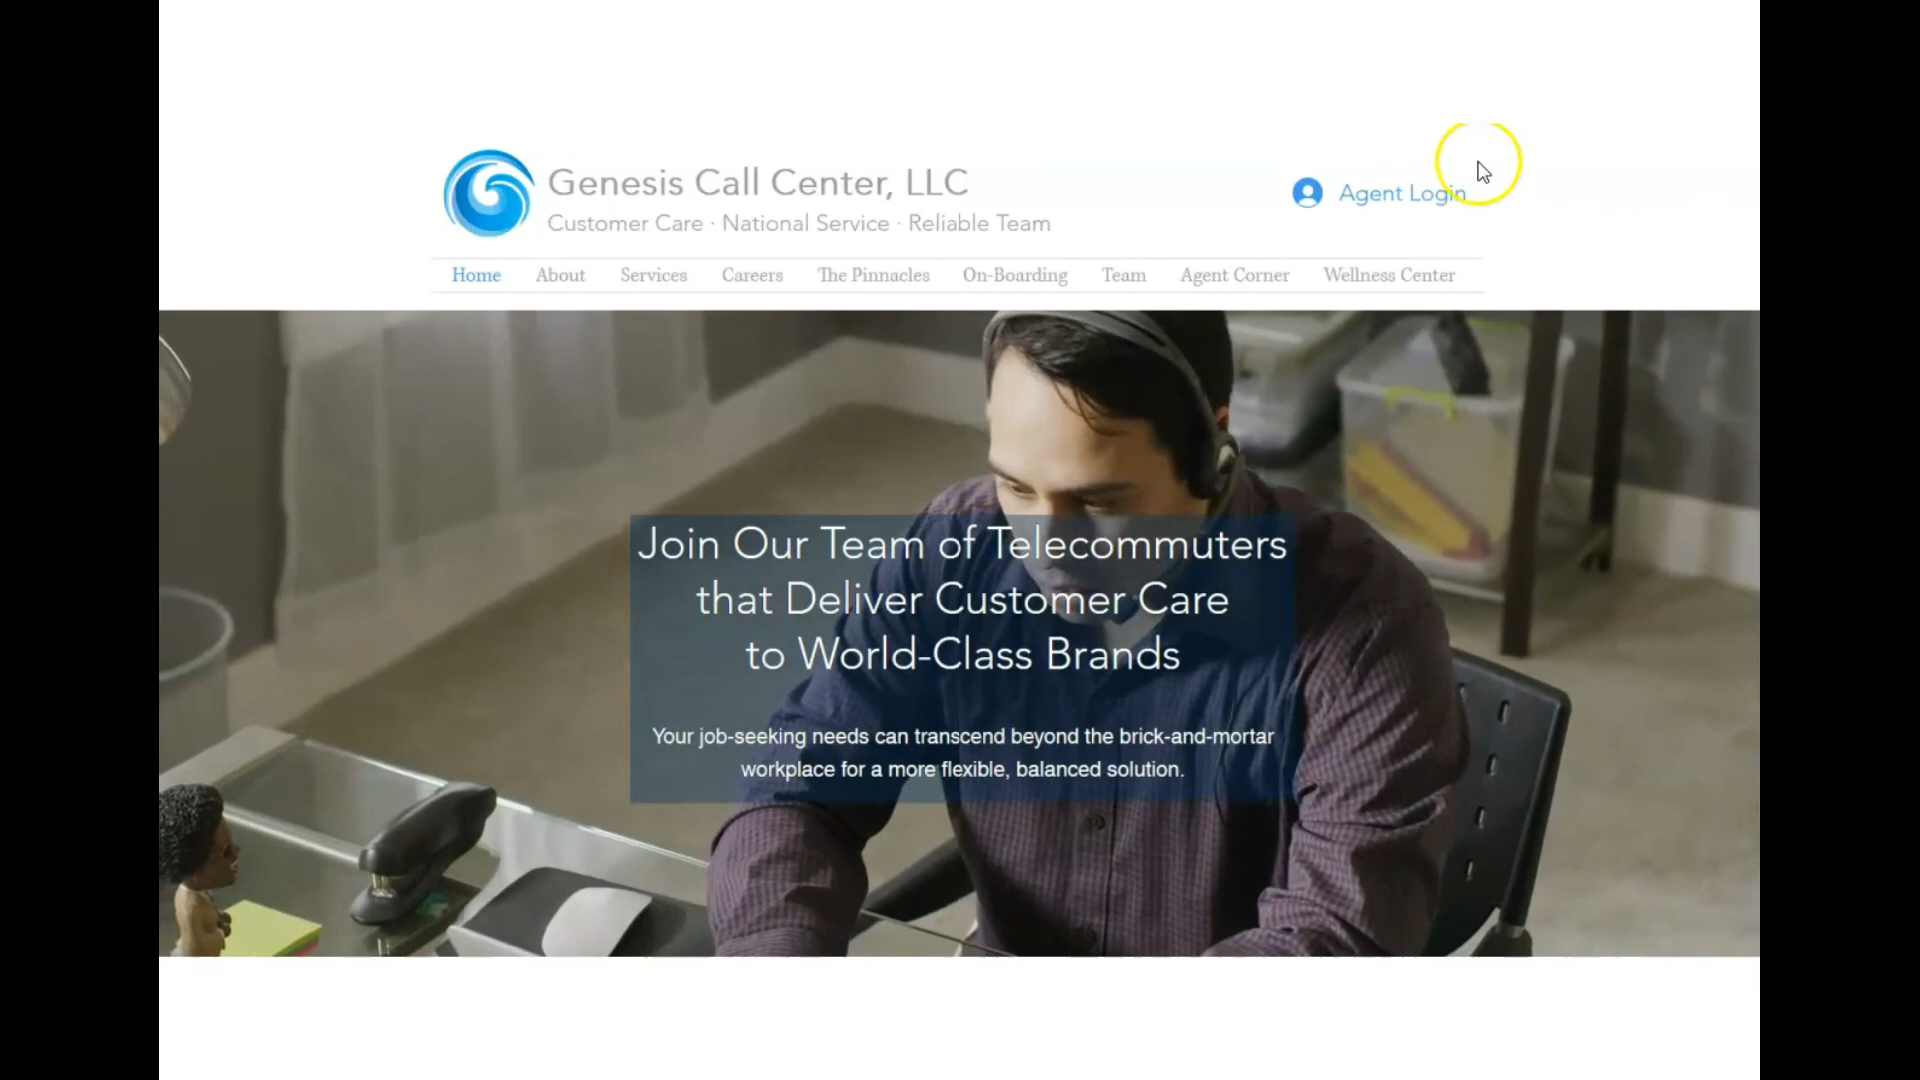 Genesis Call Center, LLC
Customer Care · National Service · Reliable Team
Agent Login
Home About Services Careers The Pinnacles On-Boarding Team Agent Corner Wellness Center
Join Our Team of Telecommuters
that Deliver Customer Care
to World-Class Brands
Your job-seeking needs can transcend beyond the brick-and-mortar
workplace for a more flexible, balanced solution.